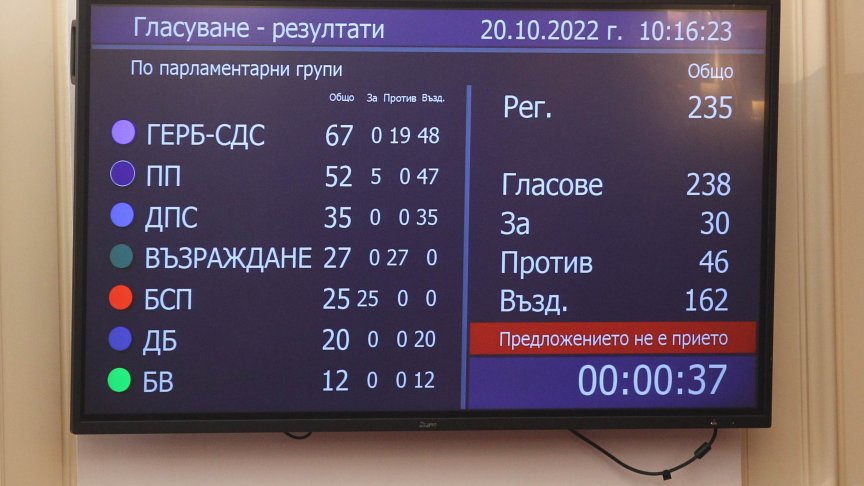 Гласуване - резултати 20.10.2022 г. 10:16:23
По парламентарни групи
Общо За Против Възд.
ГЕРБ-СДС 67 0 19 48
ПП 52 5 0 47
ДПС 35 0 0 35
ВЪЗРАЖДАНЕ 27 0 27 0
БСП 25 25 0 0
ДБ 20 0 0 20
БВ 12 0 0 12
Общо
Рег. 235
Гласове 238
За 30
Против 46
Възд. 162
Предложението не е прието
00:00:37